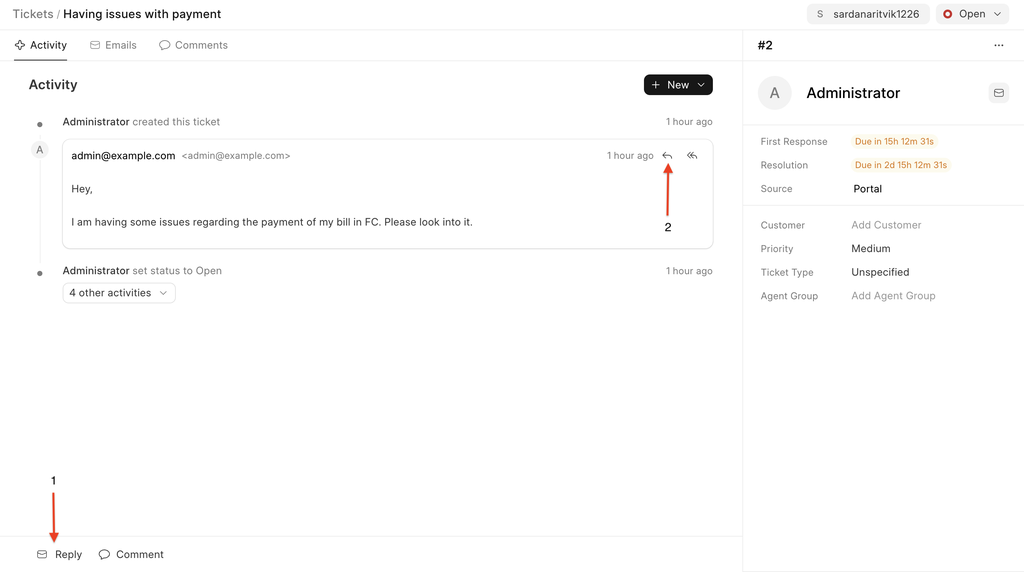 Tickets / Having issues with payment
S sardanaritvik1226 Open
Activity Emails Comments
#2
Activity
New
A Administrator
Administrator created this ticket 1 hour ago
A
admin@example.com <admin@example.com> 1 hour ago
Hey,
I am having some issues regarding the payment of my bill in FC. Please look into it.
2
Administrator set status to Open 1 hour ago
4 other activities
First Response Due in 15h 12m 31s
Resolution Due in 2d 15h 12m 31s
Source Portal
Customer Add Customer
Priority Medium
Ticket Type Unspecified
Agent Group Add Agent Group
1
Reply Comment